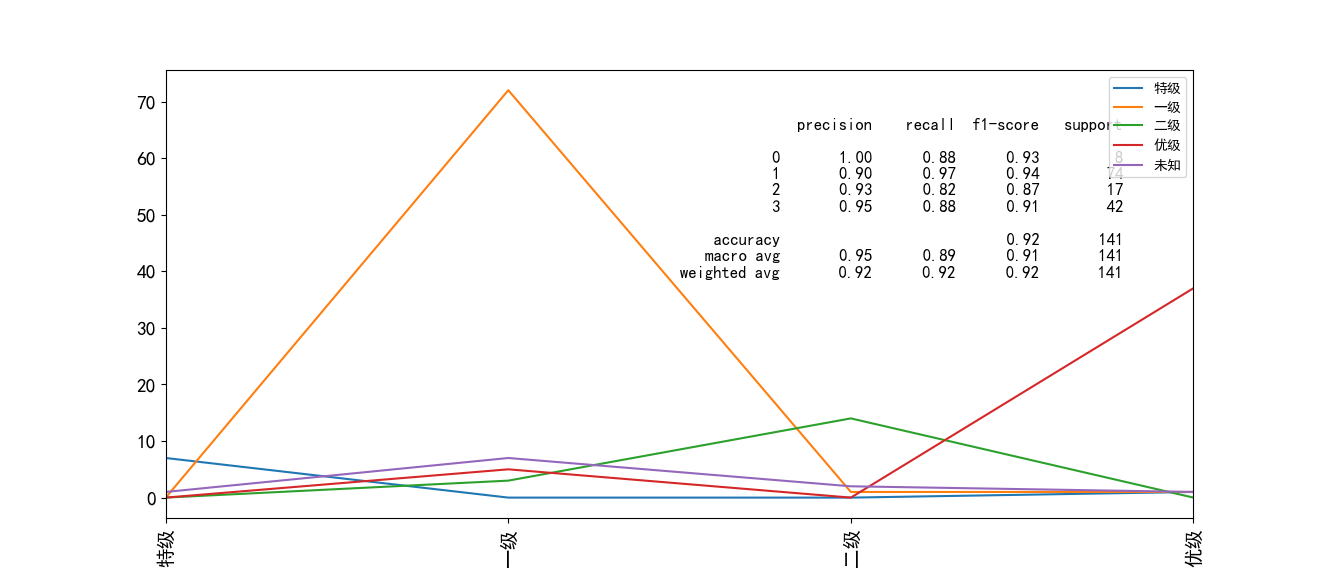 70
60
50
40
30
20
10
0
precision recall f1-score support
0 1.00 0.88 0.93 8
1 0.90 0.97 0.94 74
2 0.93 0.82 0.87 17
3 0.95 0.88 0.91 42
accuracy 0.92 141
macro avg 0.95 0.89 0.91 141
weighted avg 0.92 0.92 0.92 141
特级
一级
二级
优级
未知
特级
一级
二级
优级